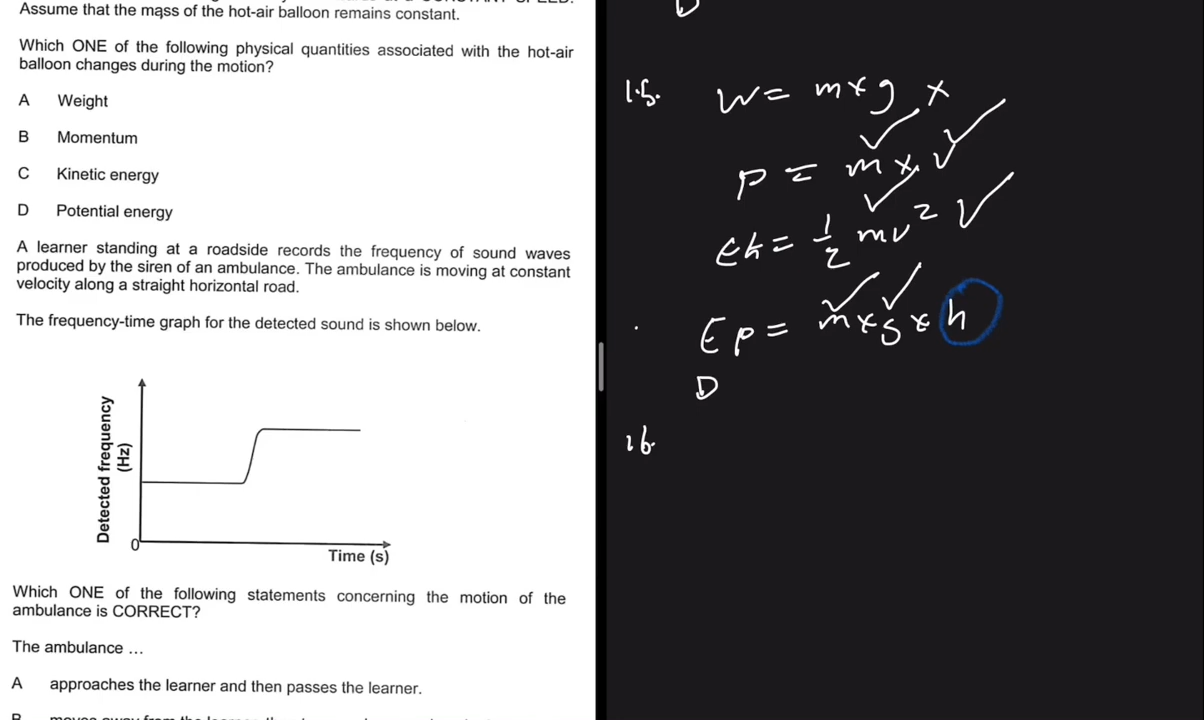 Assume that the mass of the hot-air balloon remains constant.
Which ONE of the following physical quantities associated with the hot-air
balloon changes during the motion?
A Weight
B Momentum
C Kinetic energy
D Potential energy
A learner standing at a roadside records the frequency of sound waves
produced by the siren of an ambulance. The ambulance is moving at constant
velocity along a straight horizontal road.
The frequency-time graph for the detected sound is shown below.
Detected frequency
(Hz)
0
Time (s)
Which ONE of the following statements concerning the motion of the
ambulance is CORRECT?
The ambulance ...
A approaches the learner and then passes the learner.
D
1.5. W = m x g x
p = m x v
Ek = 1/2 mv²
Ep = m x g x h
D
1.6.